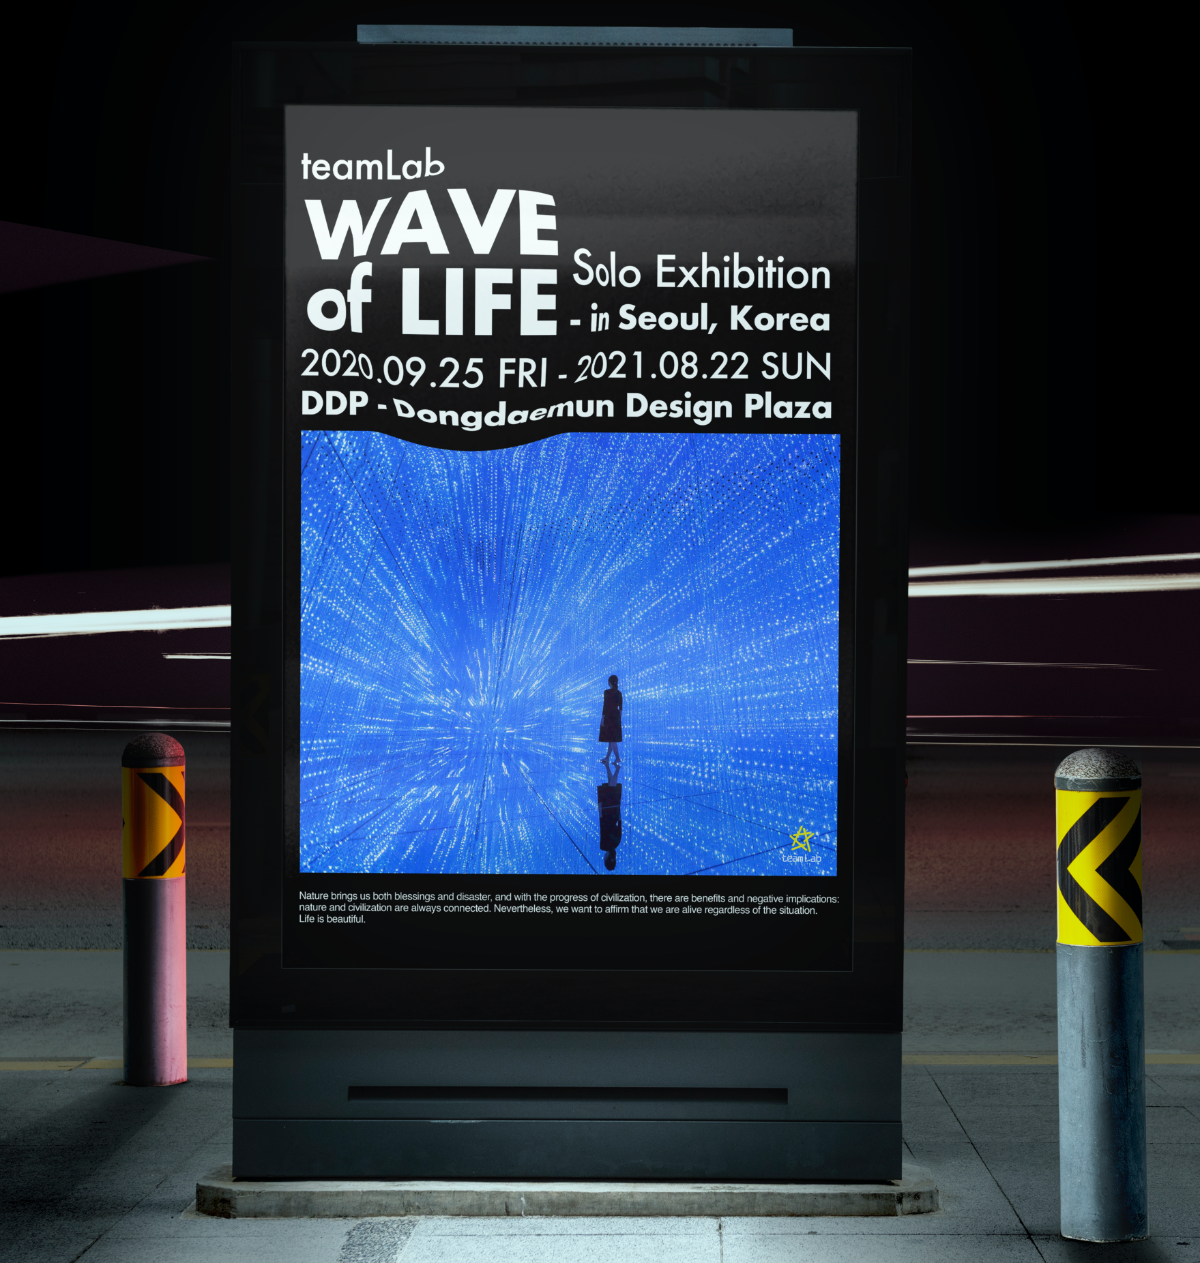 teamLab
WAVE
of LIFE
Solo Exhibition
- in Seoul, Korea
2020.09.25 FRI - 2021.08.22 SUN
DDP - Dongdaemun Design Plaza
teamLab
Nature brings us both blessings and disaster, and with the progress of civilization, there are benefits and negative implications:
nature and civilization are always connected. Nevertheless, we want to affirm that we are alive regardless of the situation.
Life is beautiful.